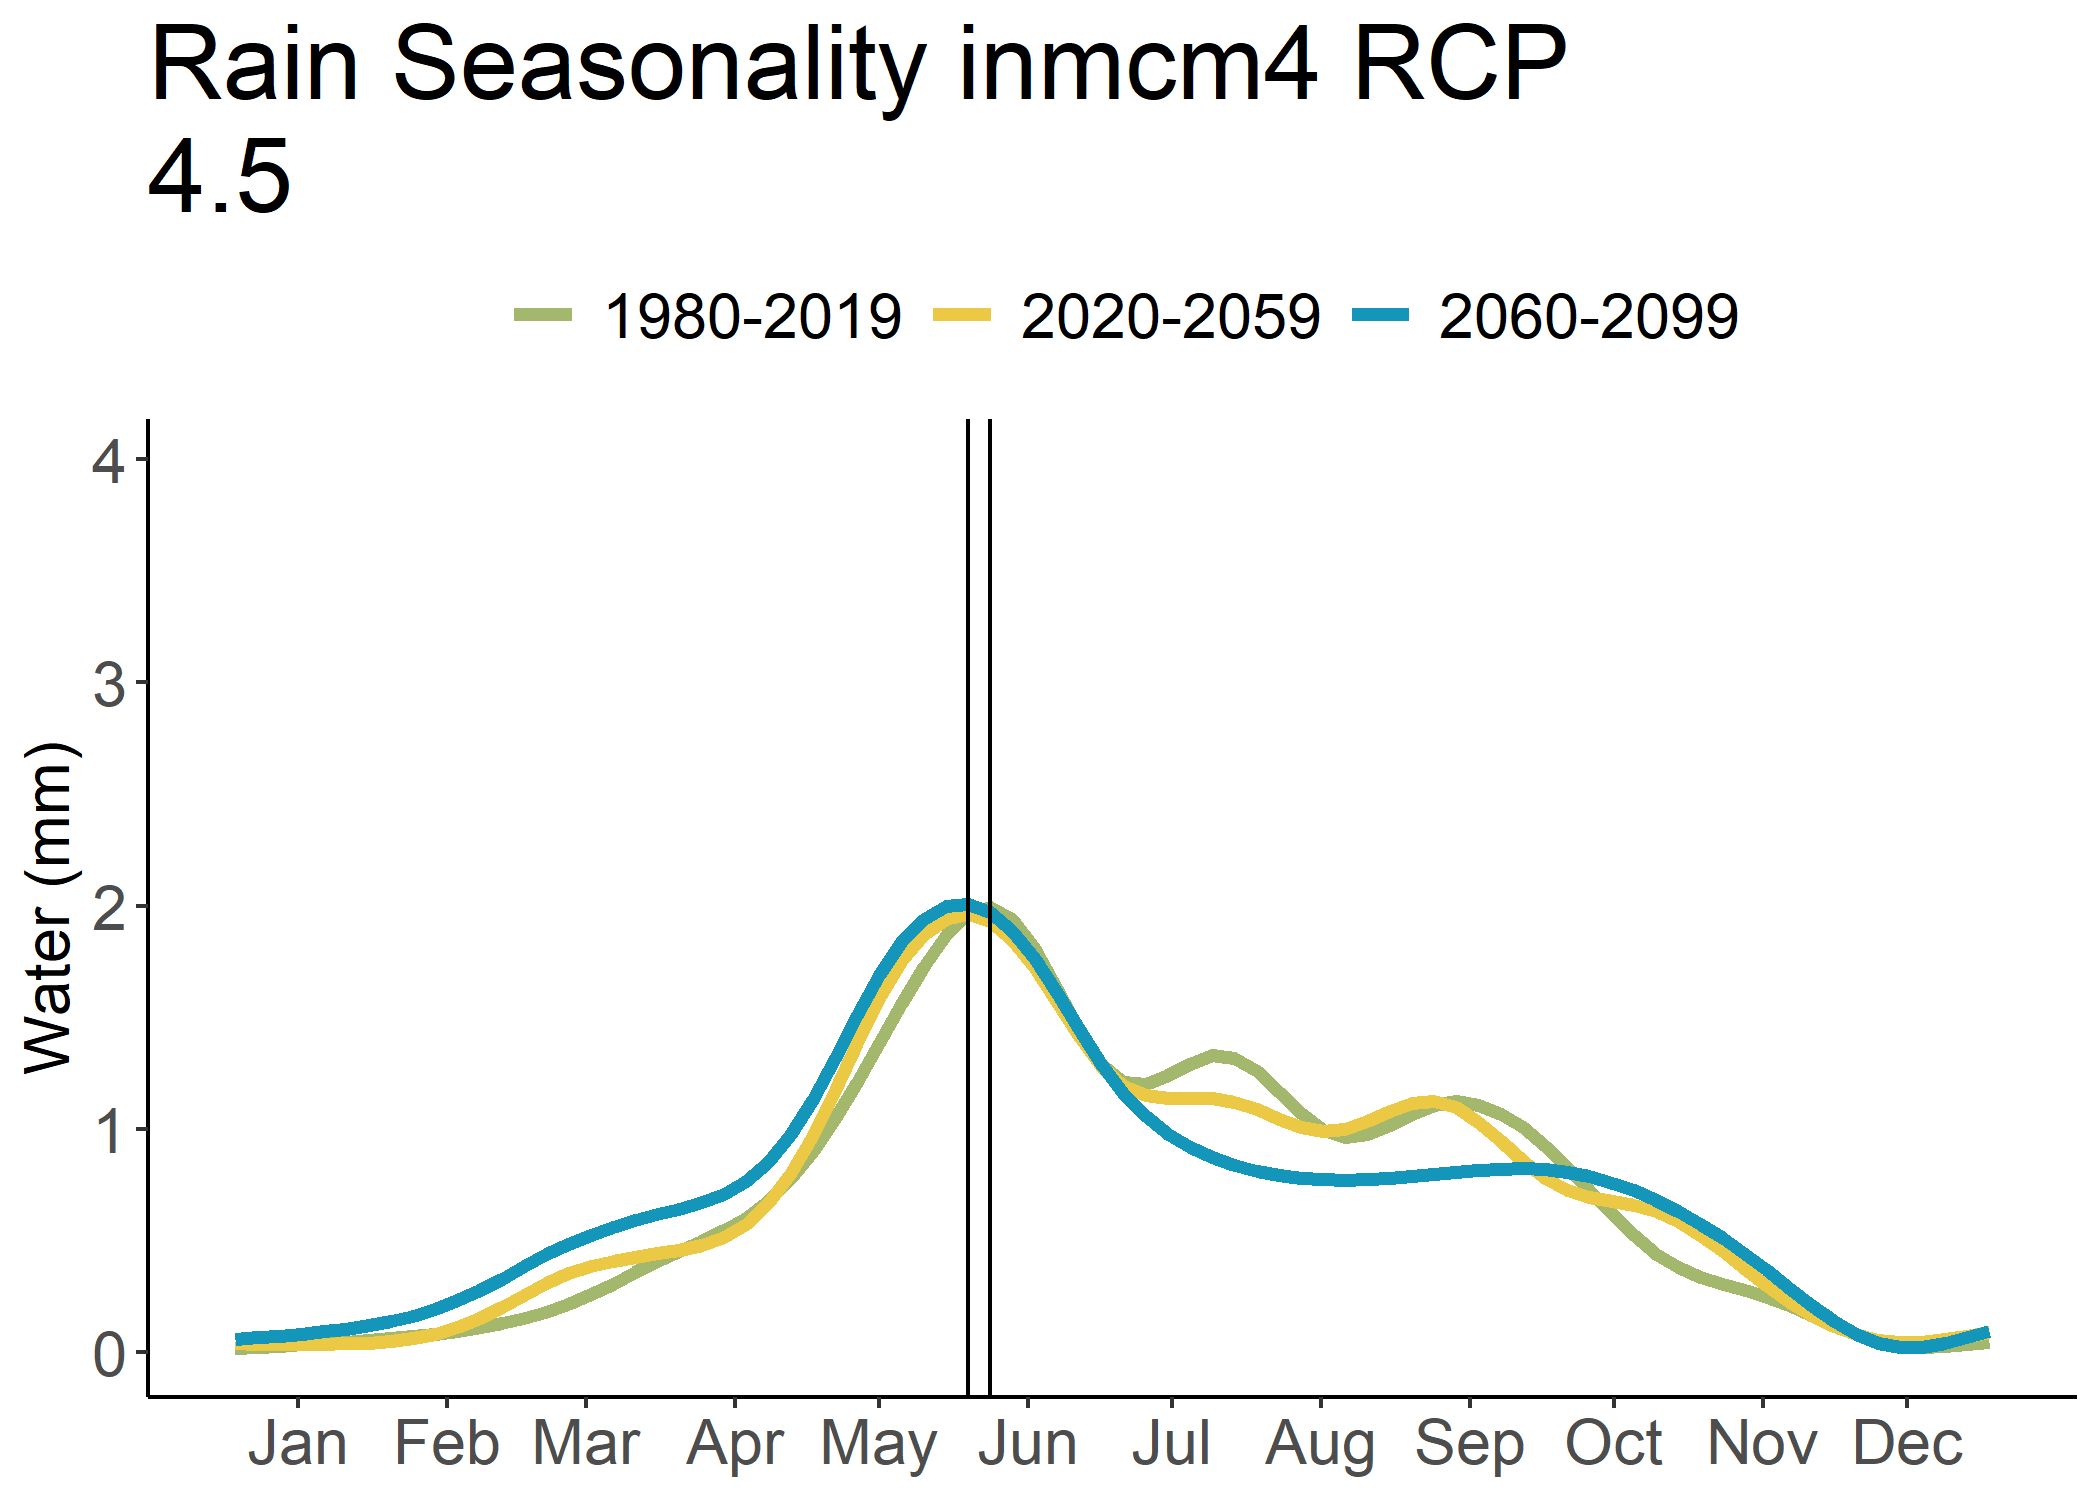 Rain Seasonality inmcm4 RCP
4.5
1980-2019 2020-2059 2060-2099
4
3
2
1
0
Water (mm)
Jan Feb Mar Apr May Jun Jul Aug Sep Oct Nov Dec